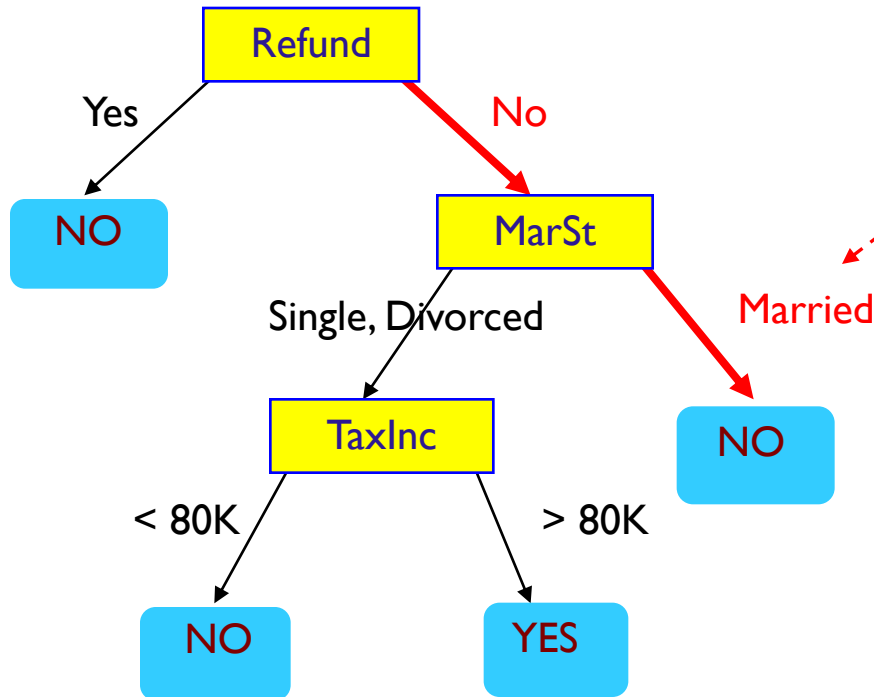 Refund
Yes
No
NO
MarSt
Single, Divorced
Married
TaxInc
NO
< 80K
> 80K
NO
YES